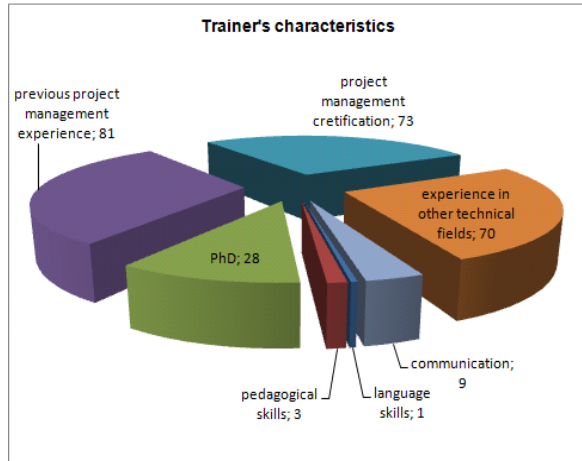 Trainer's characteristics
previous project
management
experience; 81
project
management
cretification; 73
experience in
other technical
fields; 70
PhD; 28
communication;
9
pedagogical
skills; 3
language
skills; 1